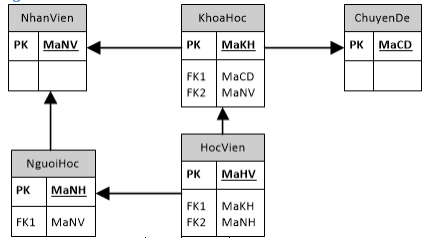 NhanVien
PK MaNV
KhoaHoc
PK MaKH
FK1 MaCD
FK2 MaNV
ChuyenDe
PK MaCD
NguoiHoc
PK MaNH
FK1 MaNV
HocVien
PK MaHV
FK1 MaKH
FK2 MaNH